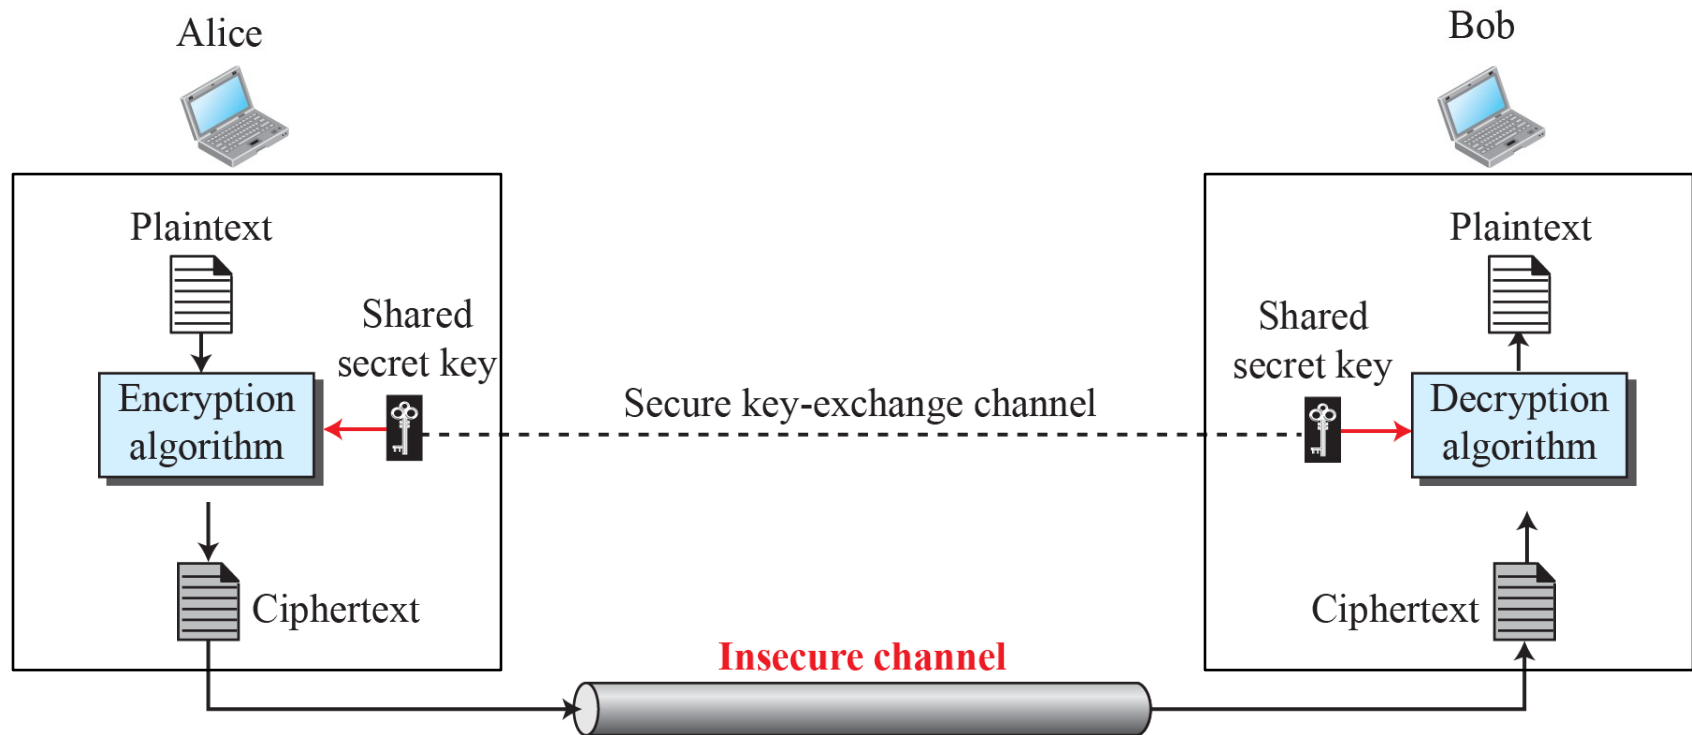 Alice
Bob
Plaintext
Shared
secret key
Encryption
algorithm
Ciphertext
Secure key-exchange channel
Insecure channel
Plaintext
Shared
secret key
Decryption
algorithm
Ciphertext